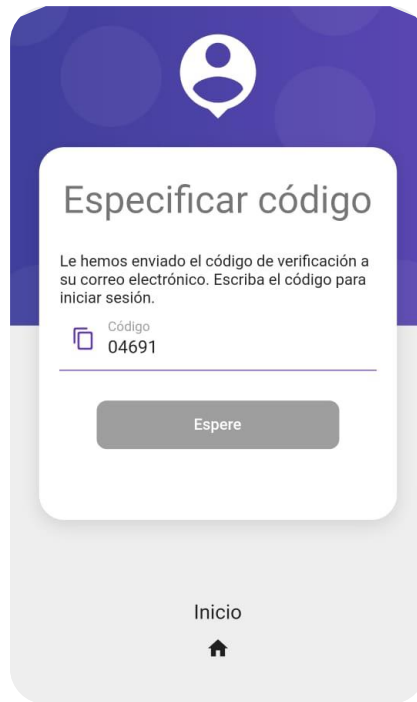 Especificar código
Le hemos enviado el código de verificación a
su correo electrónico. Escriba el código para
iniciar sesión.
Código
04691
Espere
Inicio